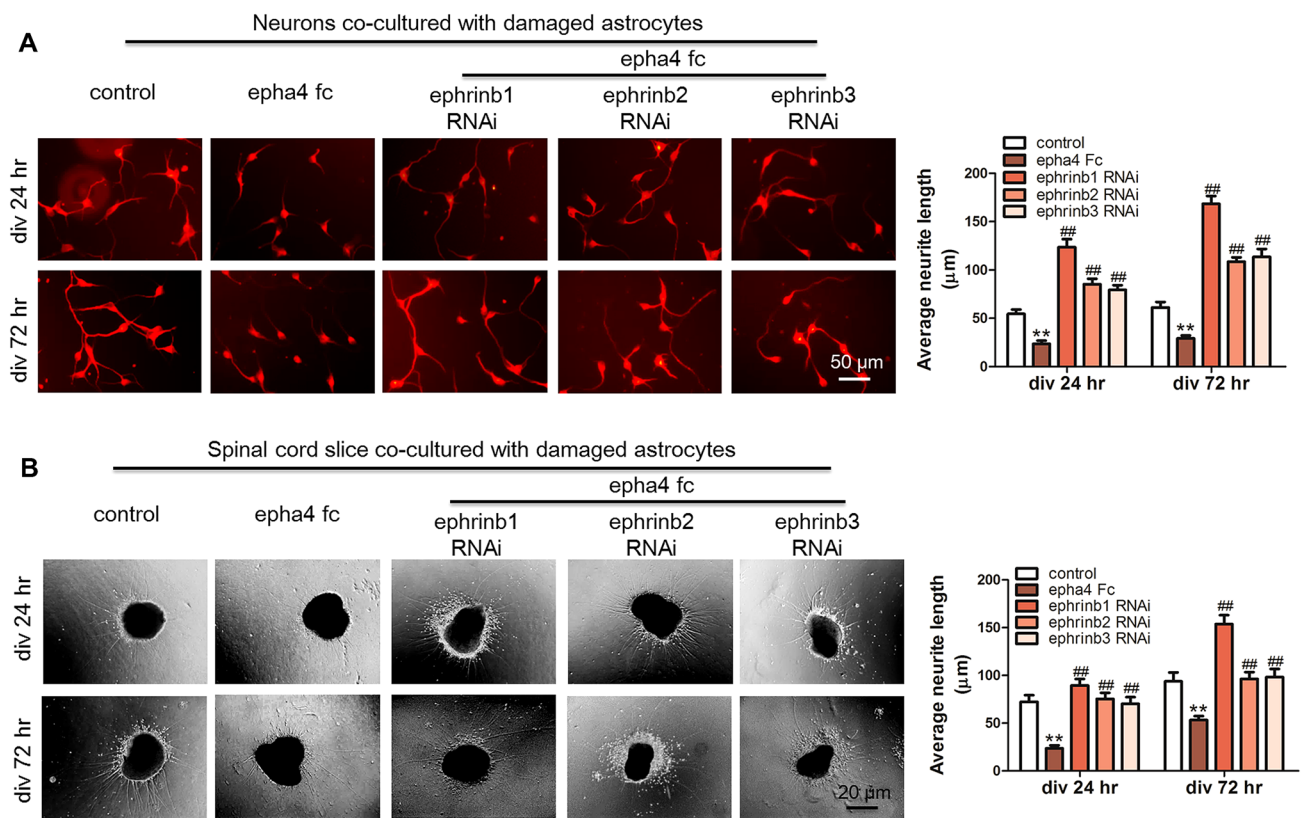 A
Neurons co-cultured with damaged astrocytes
epha4 fc
control
epha4 fc
ephrinb1
RNAi
ephrinb2
RNAi
ephrinb3
RNAi
div 24 hr
div 72 hr
50 μm
control
epha4 Fc
ephrinb1 RNAi
ephrinb2 RNAi
ephrinb3 RNAi
Average neurite length
(μm)
200
150
100
50
0
**
##
##
##
**
##
##
##
div 24 hr
div 72 hr
B
Spinal cord slice co-cultured with damaged astrocytes
epha4 fc
control
epha4 fc
ephrinb1
RNAi
ephrinb2
RNAi
ephrinb3
RNAi
div 24 hr
div 72 hr
20 μm
control
epha4 Fc
ephrinb1 RNAi
ephrinb2 RNAi
ephrinb3 RNAi
Average neurite length
(μm)
200
150
100
50
0
**
##
##
##
**
##
##
##
div 24 hr
div 72 hr